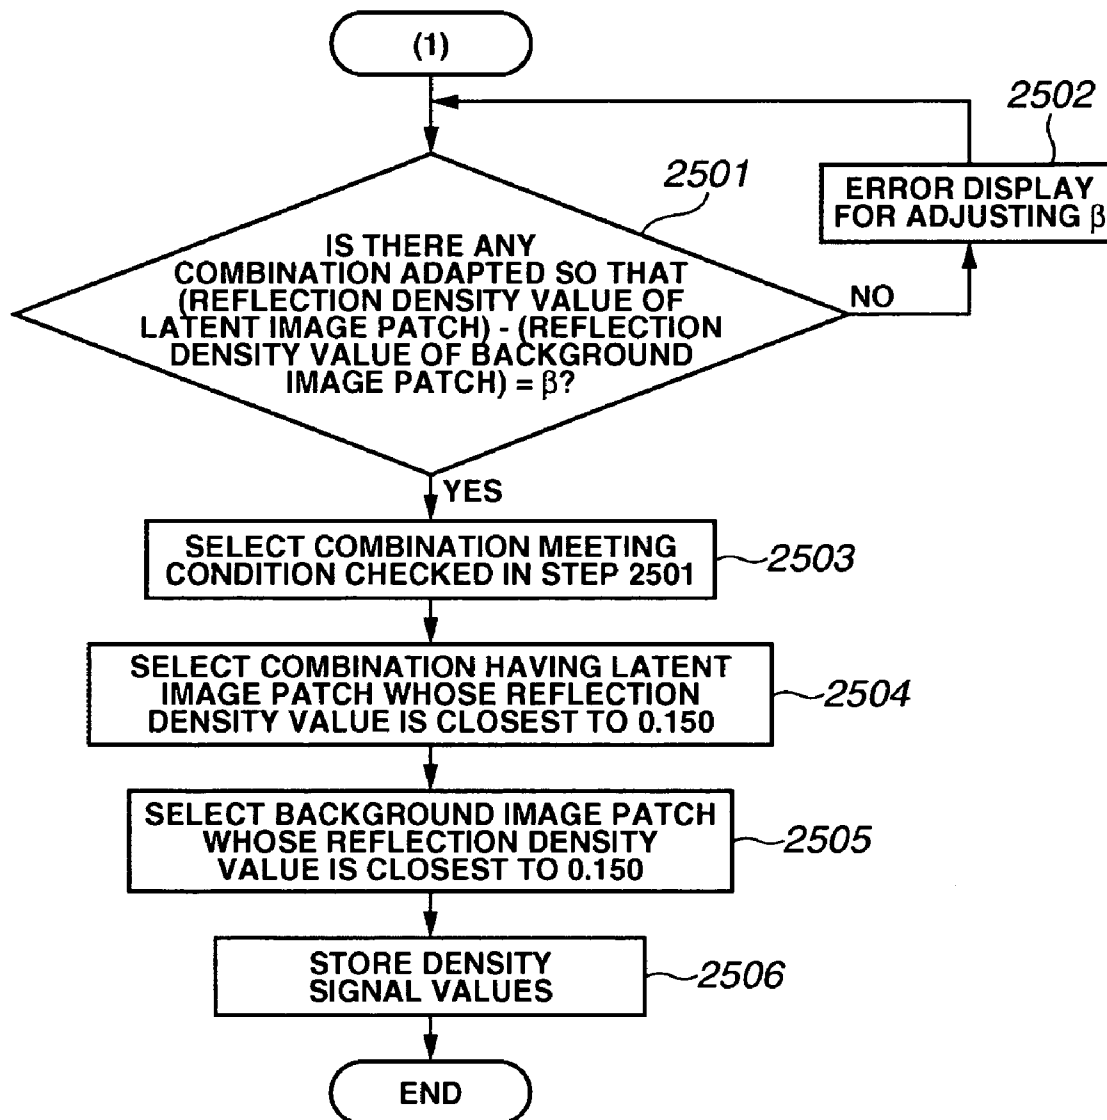 (1)
2502
ERROR DISPLAY
FOR ADJUSTING β
2501
IS THERE ANY
COMBINATION ADAPTED SO THAT
(REFLECTION DENSITY VALUE OF
LATENT IMAGE PATCH) - (REFLECTION
DENSITY VALUE OF BACKGROUND
IMAGE PATCH) = β?
NO
YES
SELECT COMBINATION MEETING
CONDITION CHECKED IN STEP 2501
2503
SELECT COMBINATION HAVING LATENT
IMAGE PATCH WHOSE REFLECTION
DENSITY VALUE IS CLOSEST TO 0.150
2504
SELECT BACKGROUND IMAGE PATCH
WHOSE REFLECTION DENSITY
VALUE IS CLOSEST TO 0.150
2505
STORE DENSITY
SIGNAL VALUES
2506
END